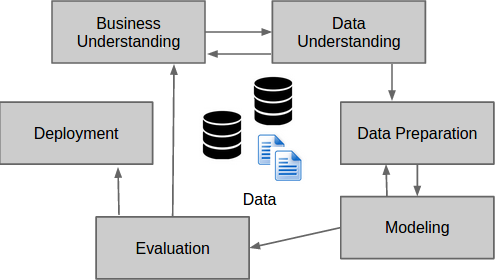 Business
Understanding
Data
Understanding
Deployment
Data Preparation
Data
Modeling
Evaluation